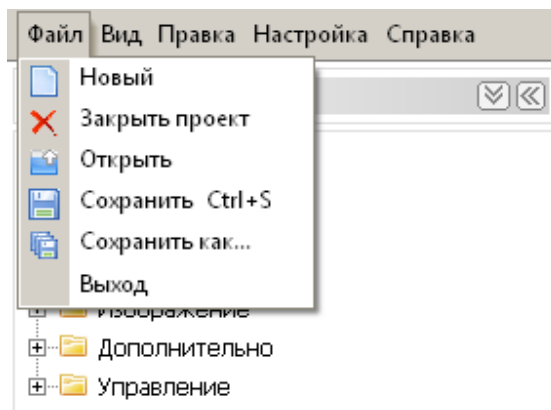 Файл Вид Правка Настройка Справка
Новый
Закрыть проект
Открыть
Сохранить Ctrl+S
Сохранить как...
Выход
Изображение
Дополнительно
Управление